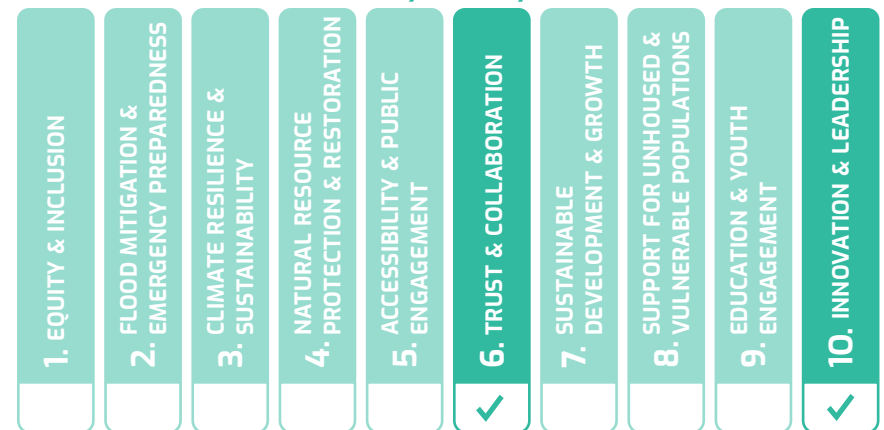 1. EQUITY & INCLUSION
2. FLOOD MITIGATION &
EMERGENCY PREPAREDNESS
3. CLIMATE RESILIENCE &
SUSTAINABILITY
4. NATURAL RESOURCE
PROTECTION & RESTORATION
5. ACCESSIBILITY & PUBLIC
ENGAGEMENT
6. TRUST & COLLABORATION
7. SUSTAINABLE
DEVELOPMENT & GROWTH
8. SUPPORT FOR UNHOUSED &
VULNERABLE POPULATIONS
9. EDUCATION & YOUTH
ENGAGEMENT
10. INNOVATION & LEADERSHIP